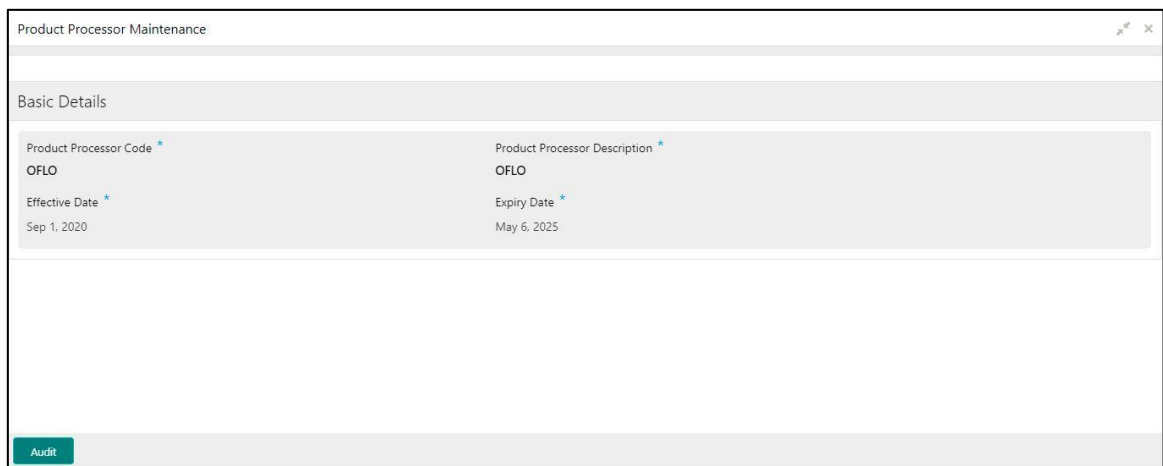 Product Processor Maintenance
Basic Details
Product Processor Code * Product Processor Description *
OFLO OFLO
Effective Date * Expiry Date *
Sep 1, 2020 May 6, 2025
Audit